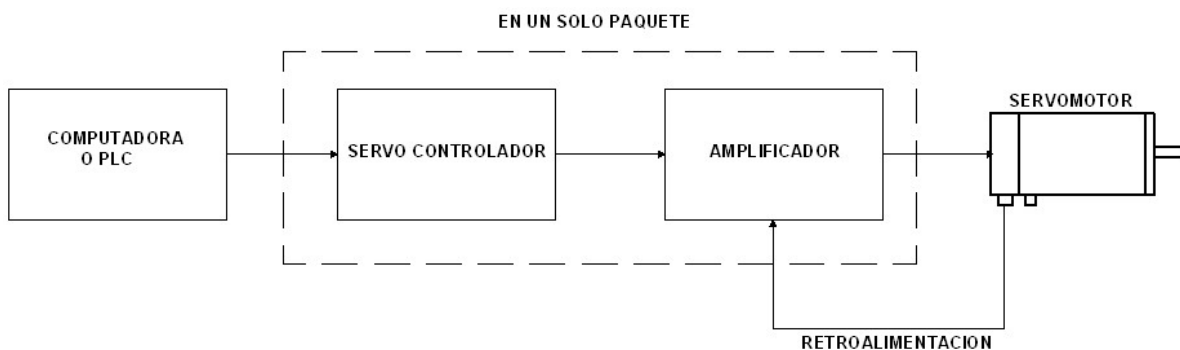 EN UN SOLO PAQUETE
SERVOMOTOR
COMPUTADORA
O PLC
SERVO CONTROLADOR
AMPLIFICADOR
RETROALIMENTACION